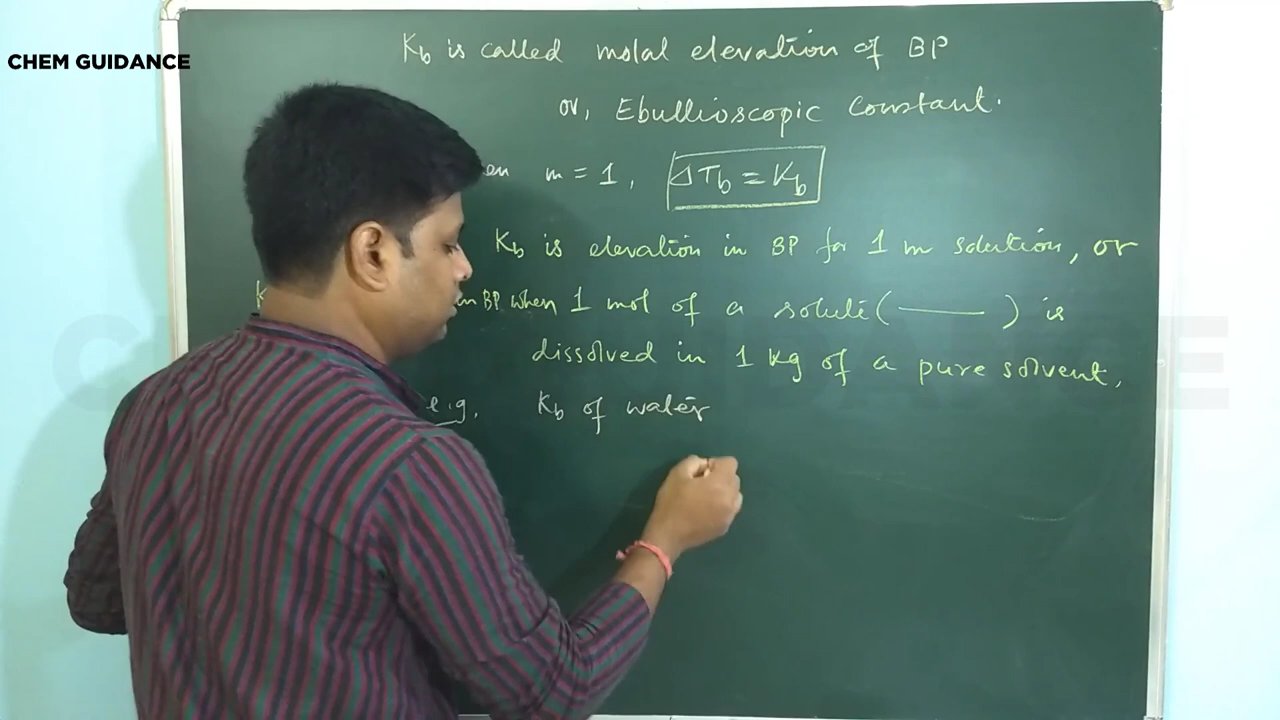 CHEM GUIDANCE
Kb is called molal elevation of BP
or, Ebullioscopic Constant.
en m = 1, ΔTb = Kb
Kb is elevation in BP for 1 m solution, or
K in BP when 1 mol of a solute ( — ) is
dissolved in 1 kg of a pure solvent.
e.g. Kb of water